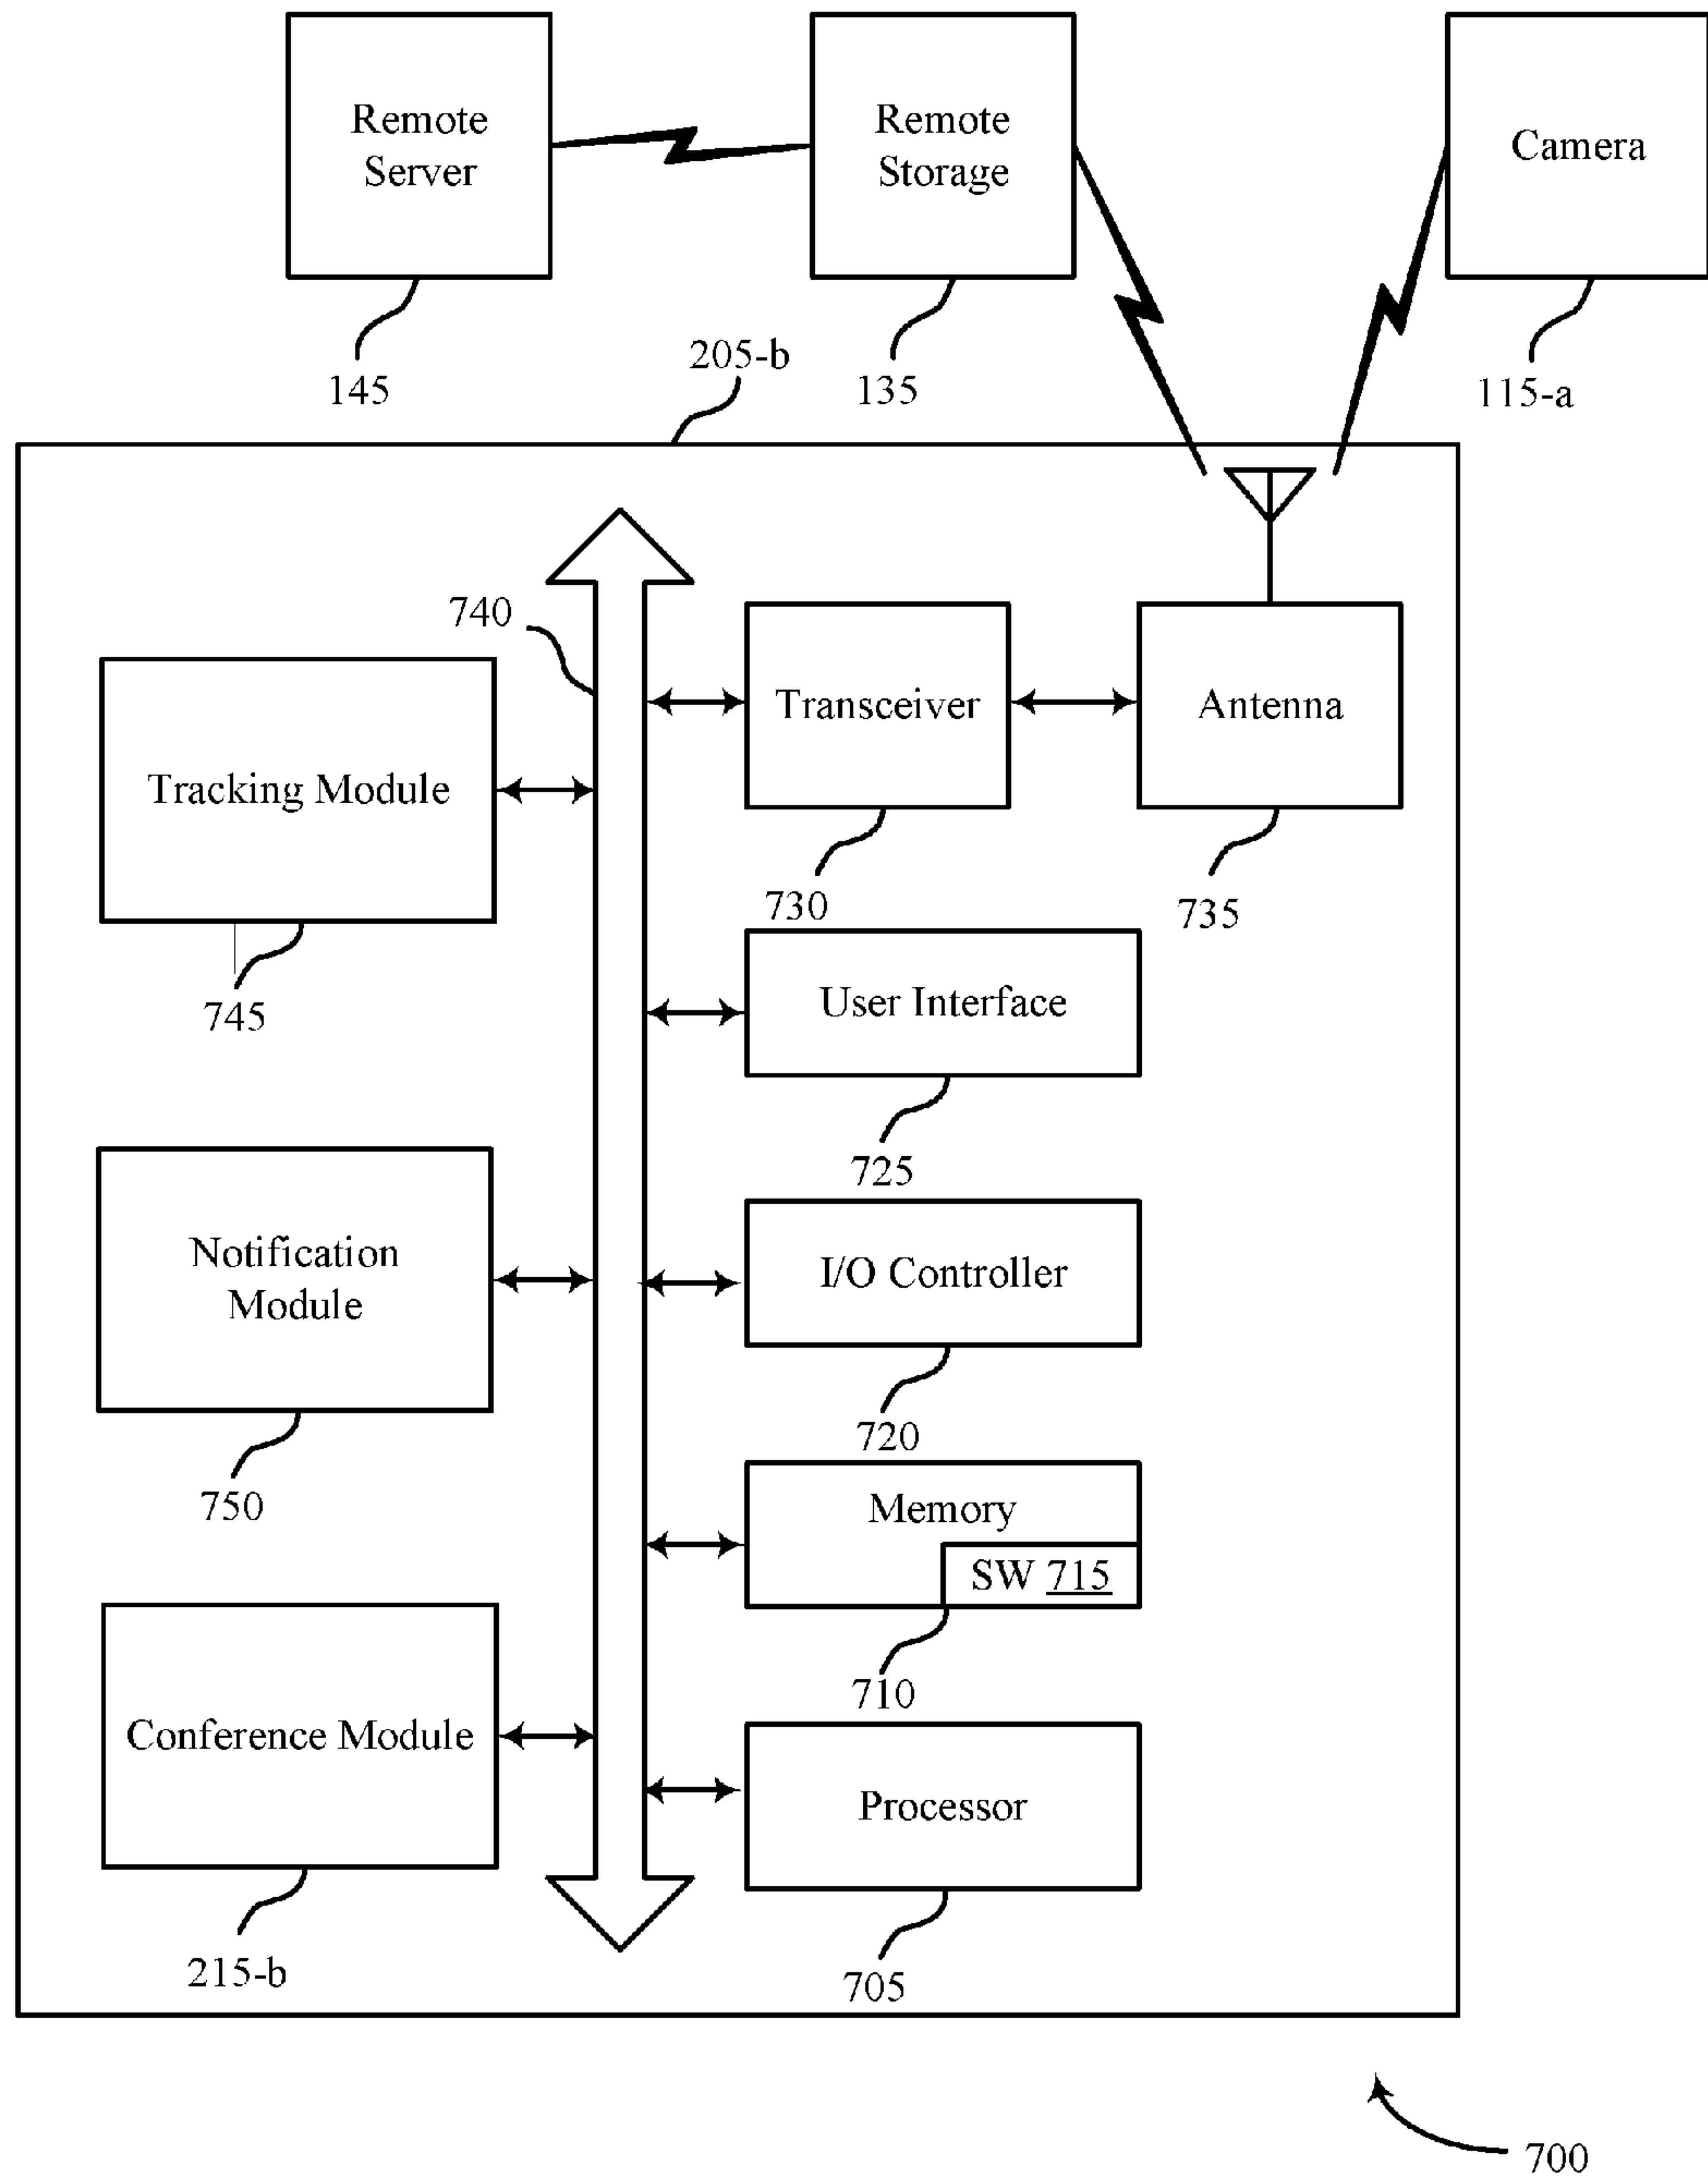 Remote
Server
Remote
Storage
Camera
145
205-b
135
115-a
740
Transceiver
Antenna
Tracking Module
730
735
745
User Interface
725
Notification
Module
I/O Controller
720
750
Memory
SW 715
710
Conference Module
Processor
215-b
705
700